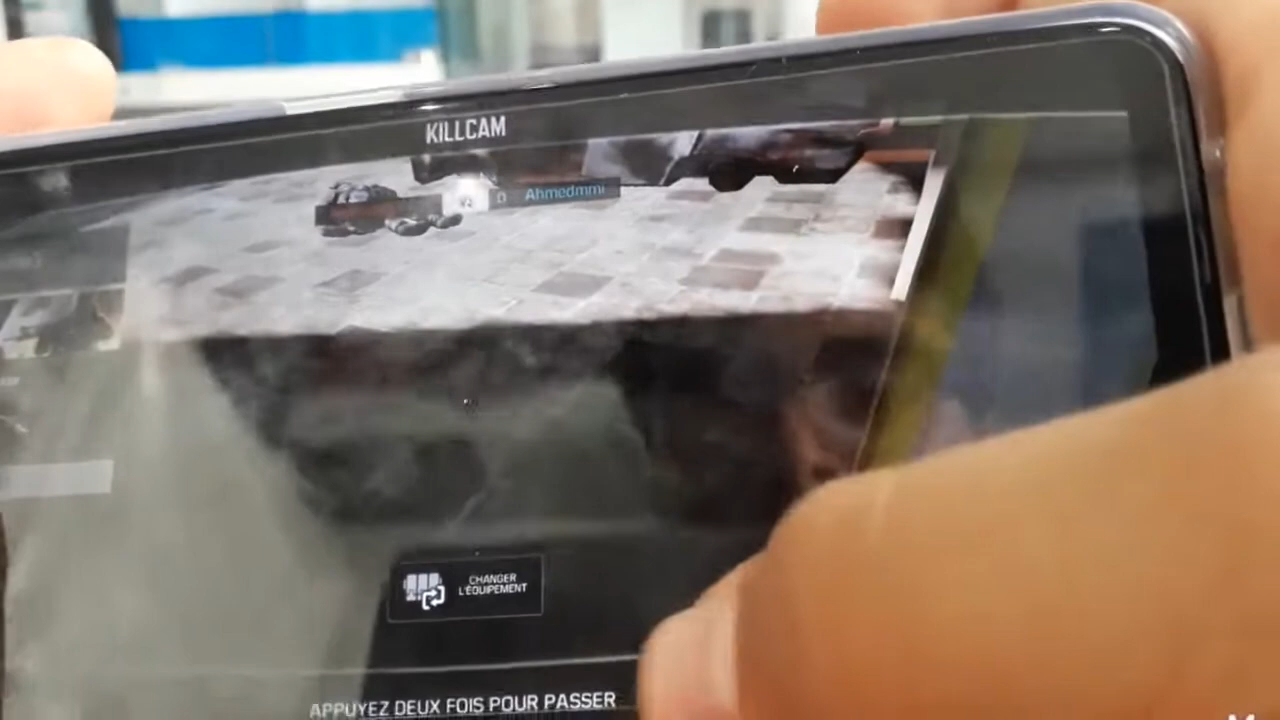 KILLCAM
Ahmedmmi
CHANGER
L'ÉQUIPEMENT
APPUYEZ DEUX FOIS POUR PASSER